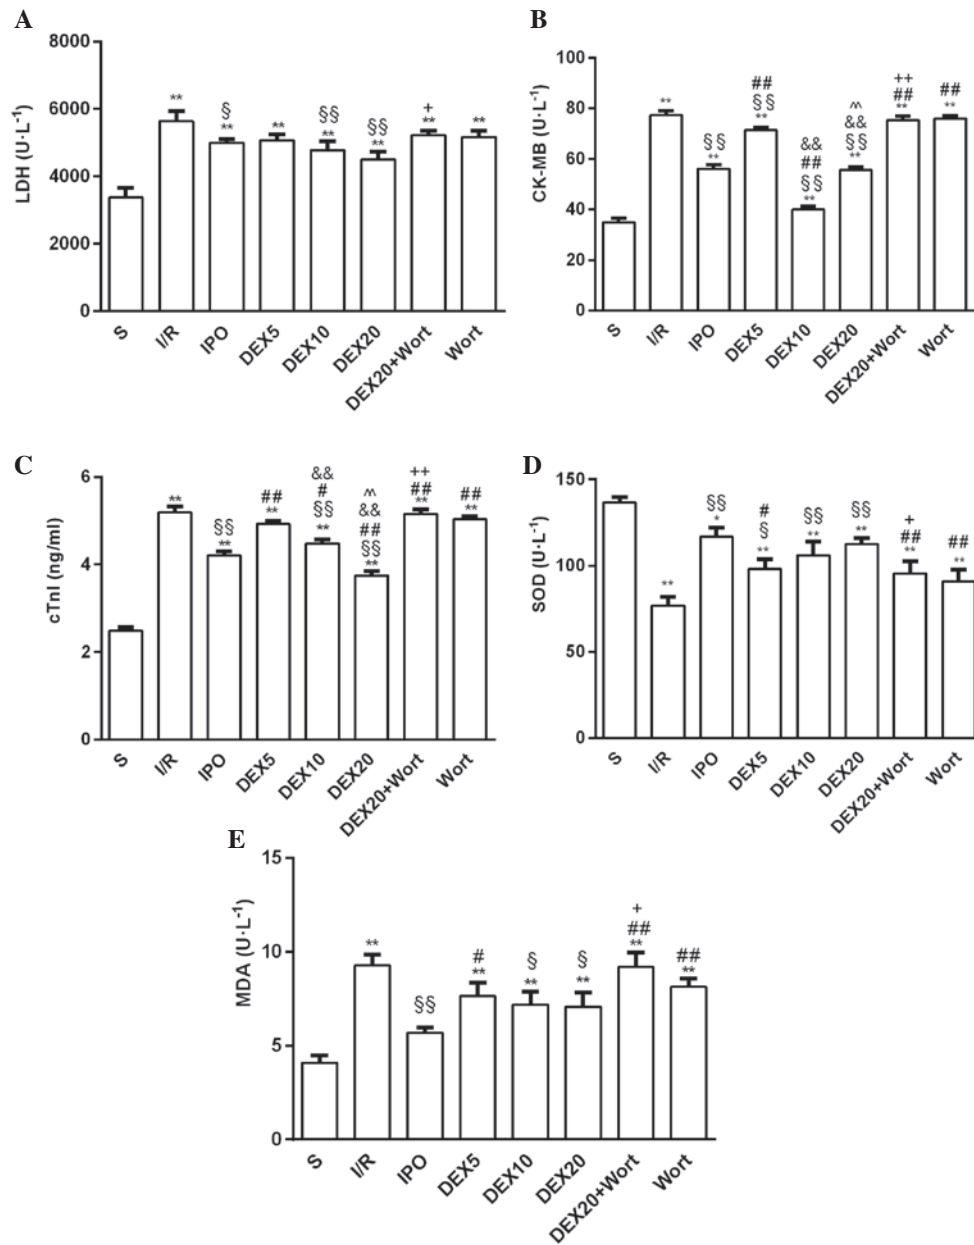 A
LDH (U·L-1)
8000
6000
4000
2000
0
**
§
**
**
§§
**
§§
**
+
**
**
S
I/R
IPO
DEX5
DEX10
DEX20
DEX20+Wort
Wort
B
CK-MB (U·L-1)
100
80
60
40
20
0
**
§§
**
##
§§
**
&&
##
§§
**
^^
&&
§§
**
++
##
**
##
**
S
I/R
IPO
DEX5
DEX10
DEX20
DEX20+Wort
Wort
C
cTnI (ng/ml)
6
4
2
0
**
§§
**
##
**
&&
#
§§
**
^^
&&
##
§§
**
++
##
**
##
**
S
I/R
IPO
DEX5
DEX10
DEX20
DEX20+Wort
Wort
D
SOD (U·L-1)
150
100
50
0
**
§§
*
#
§
**
§§
**
§§
**
+
##
**
##
**
S
I/R
IPO
DEX5
DEX10
DEX20
DEX20+Wort
Wort
E
MDA (U·L-1)
15
10
5
0
**
§§
#
**
§
**
§
**
+
##
**
##
**
S
I/R
IPO
DEX5
DEX10
DEX20
DEX20+Wort
Wort